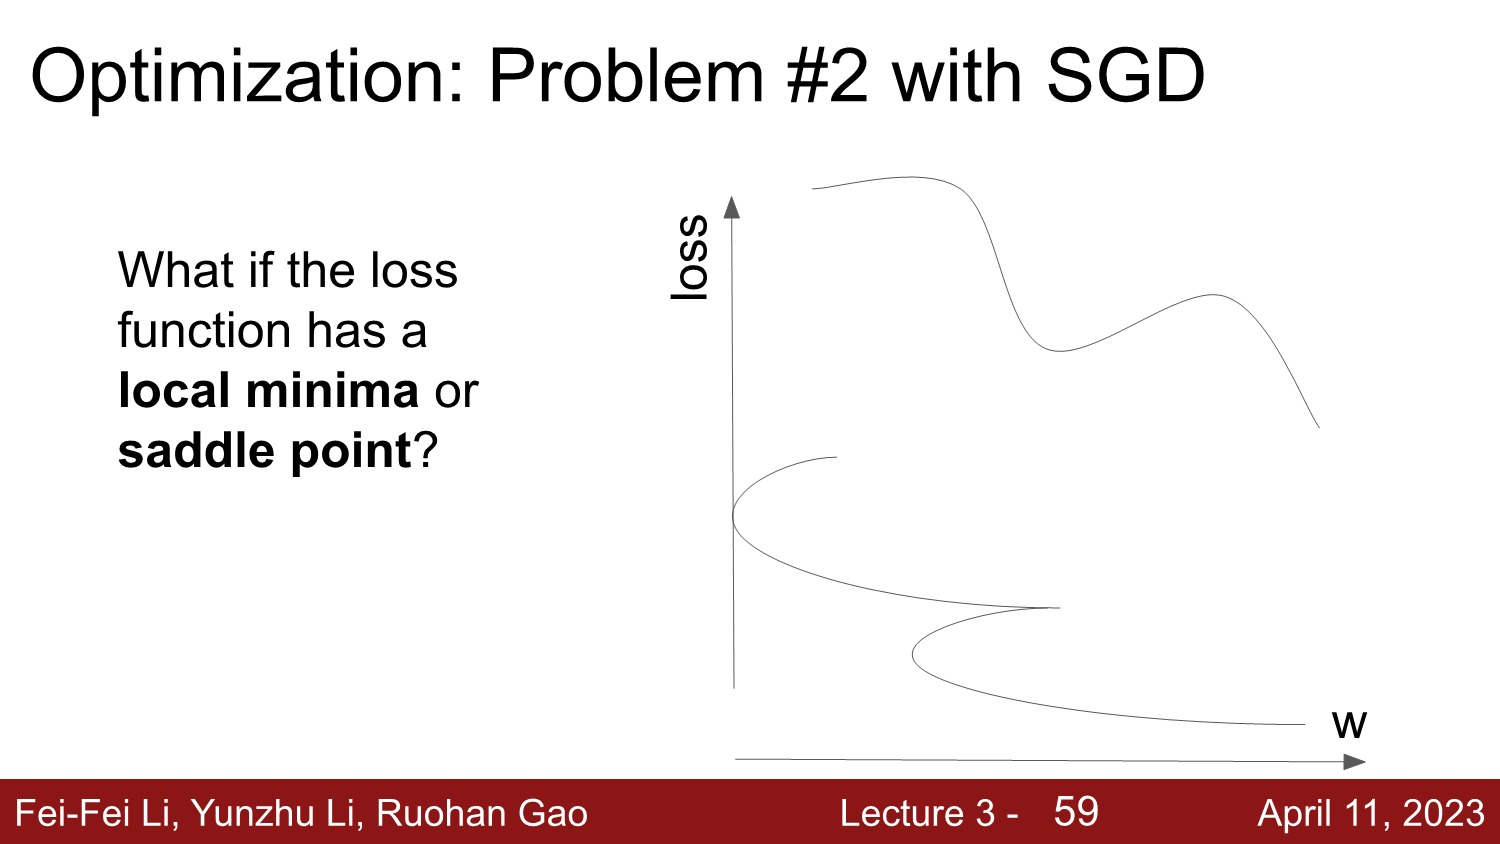 Optimization: Problem #2 with SGD
What if the loss
function has a
local minima or
saddle point?
loss
w
Fei-Fei Li, Yunzhu Li, Ruohan Gao
Lecture 3 - 59
April 11, 2023